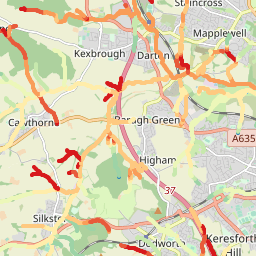 Staincross
Kexbrough
Darton
Mapplewell
Barugh Green
Cawthorne
A635
Higham
37
Silkstone
Dodworth
Keresforth
Hill